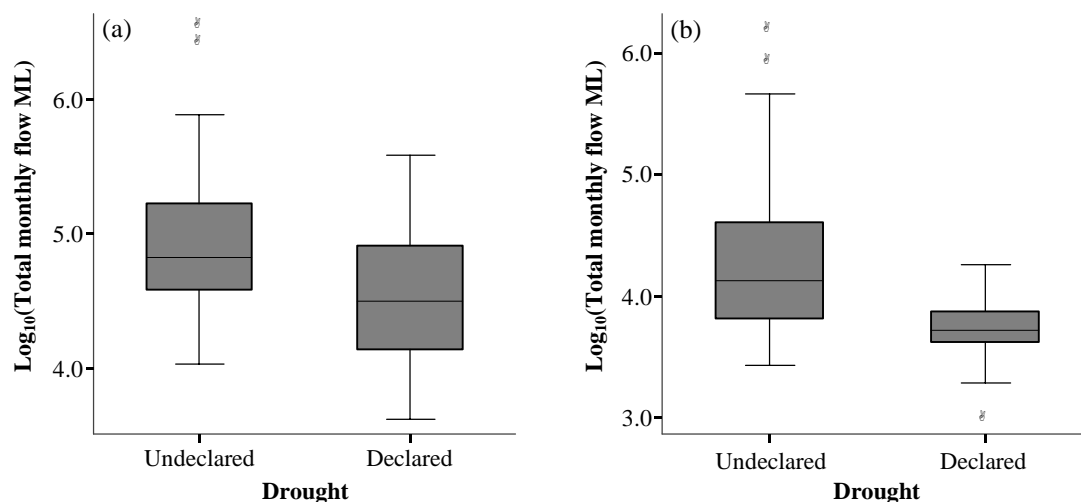 (a)
Log₁₀(Total monthly flow ML)
6.0
5.0
4.0
Undeclared Declared
Drought
(b)
Log₁₀(Total monthly flow ML)
6.0
5.0
4.0
3.0
Undeclared Declared
Drought